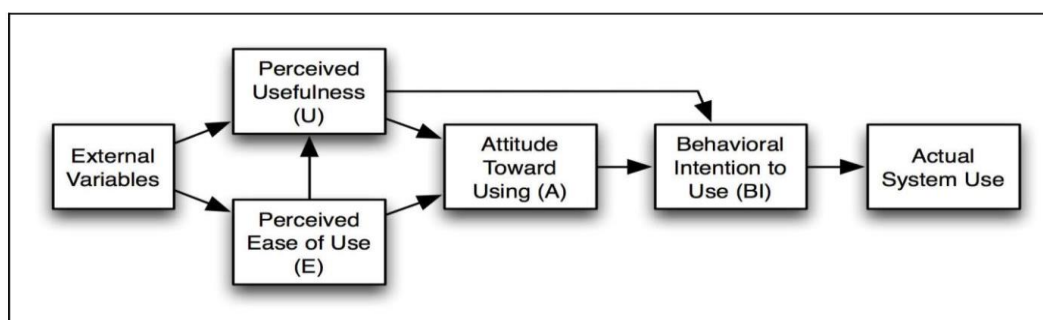 External
Variables
Perceived
Usefulness
(U)
Perceived
Ease of Use
(E)
Attitude
Toward
Using (A)
Behavioral
Intention to
Use (BI)
Actual
System Use